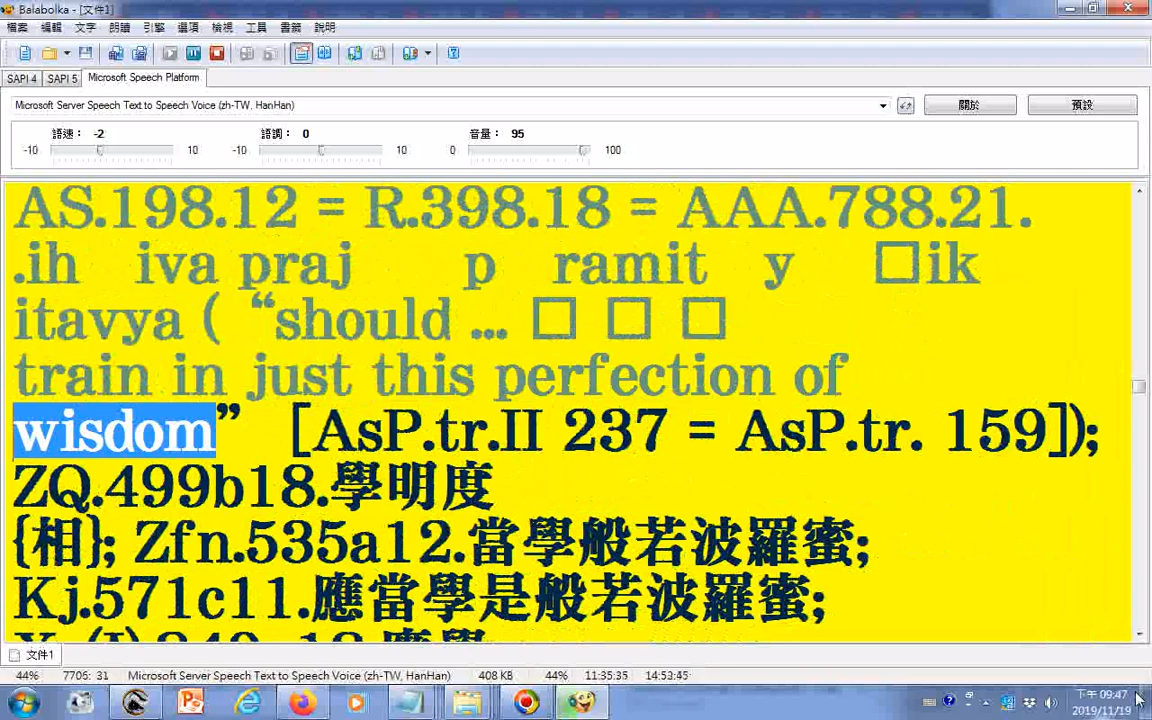 Balabolka - [文件1]
檔案 編輯 文字 朗讀 引擎 選項 檢視 工具 書籤 說明
SAPI 4 SAPI 5 Microsoft Speech Platform
Microsoft Server Speech Text to Speech Voice (zh-TW, HanHan) 關於 預設
語速： -2 語調： 0 音量： 95
-10 10 -10 10 0 100
AS.198.12 = R.398.18 = AAA.788.21.
.ih iva praj p ramit y □ik
itavya ( “should ... □ □ □
train in just this perfection of
wisdom” [AsP.tr.II 237 = AsP.tr. 159]);
ZQ.499b18.學明度
{相}; Zfn.535a12.當學般若波羅蜜;
Kj.571c11.應當學是般若波羅蜜;
文件1
44% 7706: 31 Microsoft Server Speech Text to Speech Voice (zh-TW, HanHan) 408 KB 44% 11:35:35 14:53:45
下午 09:47
2019/11/19